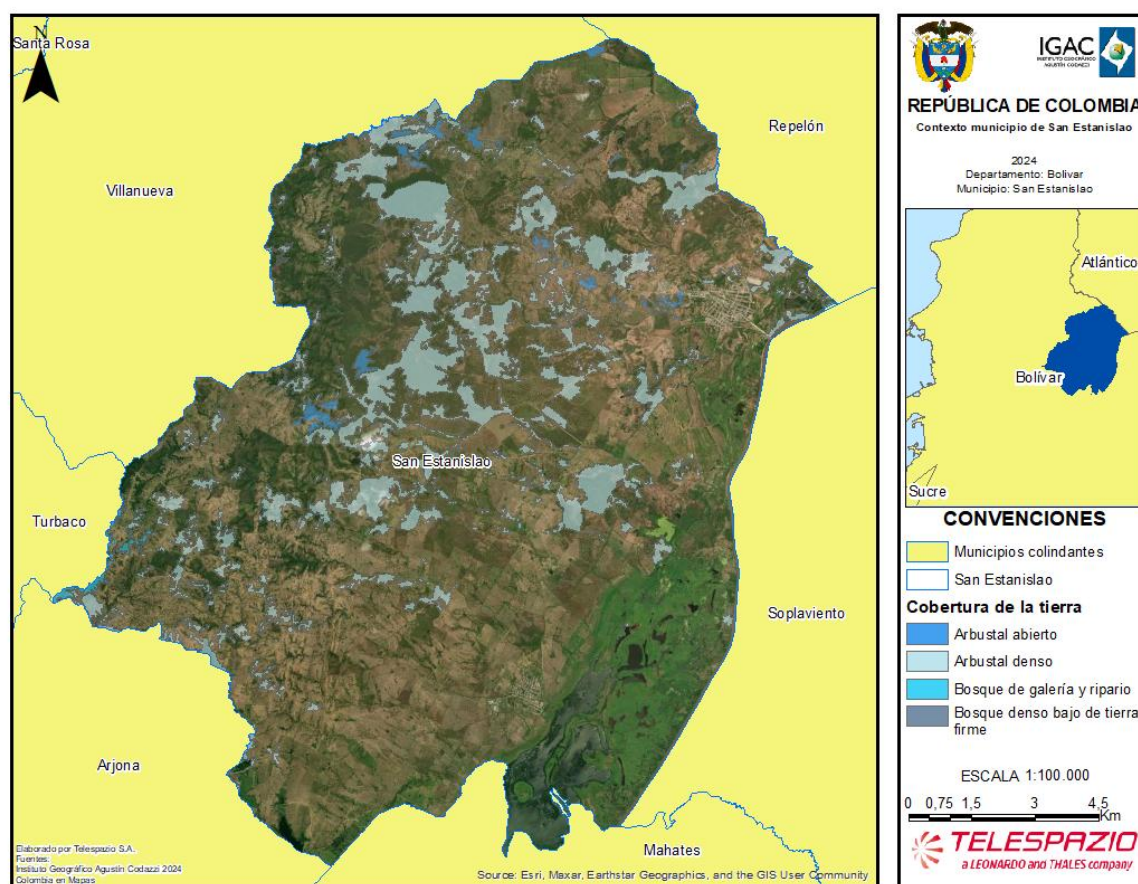 N
Santa Rosa
Repelón
Villanueva
San Estanislao
Turbaco
Soplaviento
Arjona
Mahates
Elaborado por Telespazio S.A.
Fuentes:
Instituto Geográfico Agustín Codazzi 2024
Colombia en Mapas
Source: Esri, Maxar, Earthstar Geographics, and the GIS User Community
IGAC
INSTITUTO GEOGRÁFICO
AGUSTÍN CODAZZI
REPÚBLICA DE COLOMBIA
Contexto municipio de San Estanislao
2024
Departamento: Bolivar
Municipio: San Estanislao
Atlántico
Bolívar
Sucre
CONVENCIONES
Municipios colindantes
San Estanislao
Cobertura de la tierra
Arbustal abierto
Arbustal denso
Bosque de galería y ripario
Bosque denso bajo de tierra
firme
ESCALA 1:100.000
0 0,75 1,5 3 4,5
Km
TELESPAZIO
a LEONARDO and THALES company